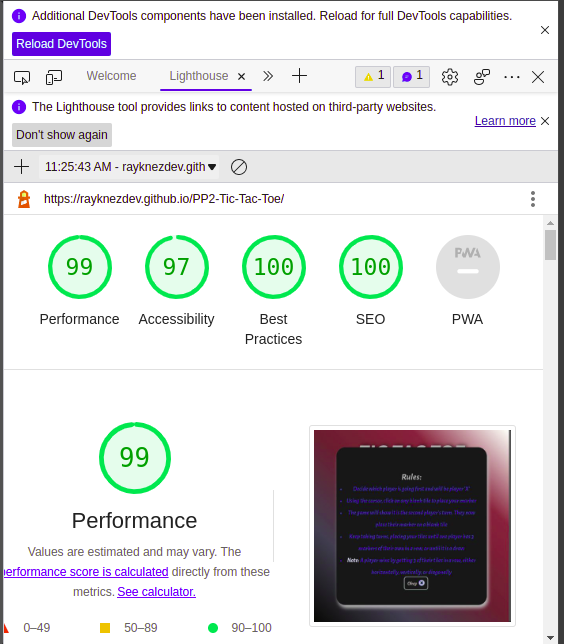 Additional DevTools components have been installed. Reload for full DevTools capabilities.
Reload DevTools
Welcome
Lighthouse
1
1
The Lighthouse tool provides links to content hosted on third-party websites.
Learn more
Don't show again
11:25:43 AM - rayknezdev.gith
https://rayknezdev.github.io/PP2-Tic-Tac-Toe/
99
97
100
100
PWA
Performance
Accessibility
Best
Practices
SEO
PWA
99
Performance
Values are estimated and may vary. The
performance score is calculated directly from these
metrics. See calculator.
0–49
50–89
90–100
Rules:
Note:
Okay